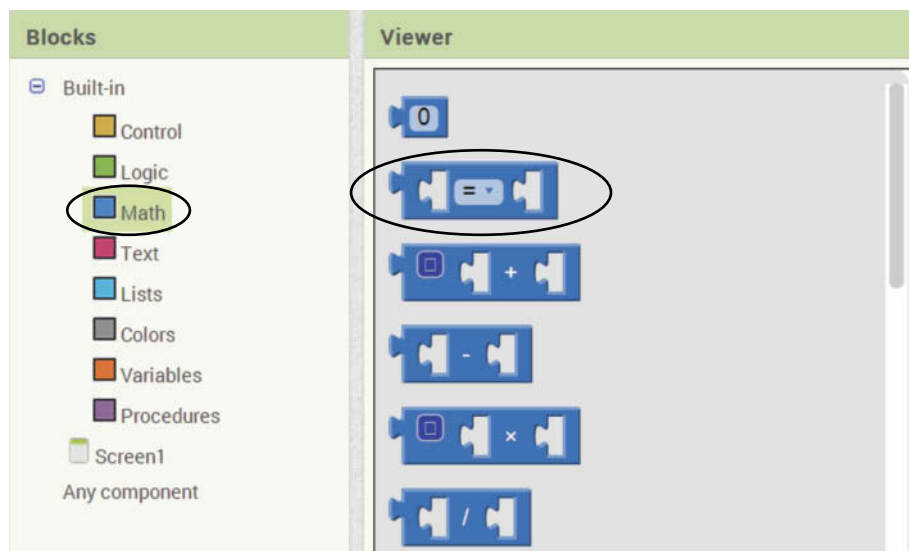 Blocks
Built-in
Control
Logic
Math
Text
Lists
Colors
Variables
Procedures
Screen1
Any component
Viewer
0
=
+
-
×
/